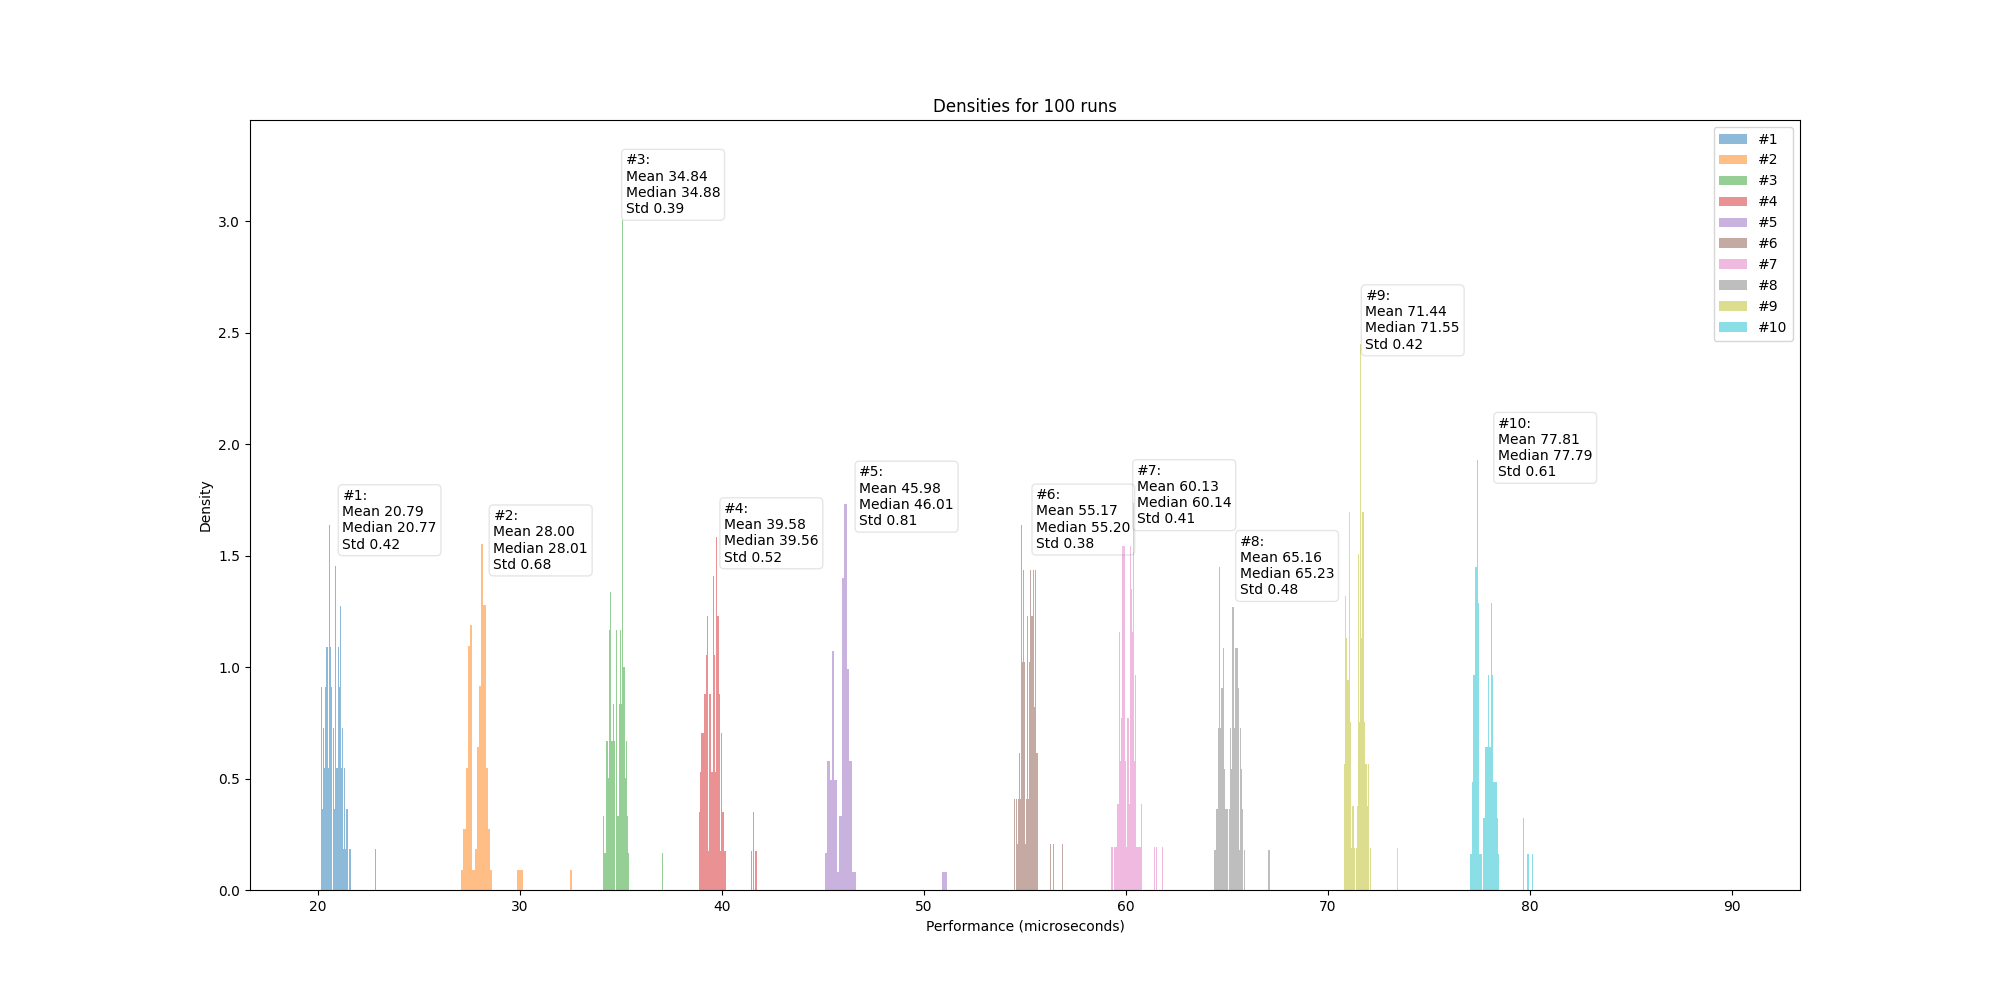 Densities for 100 runs
#1
#2
#3
#4
#5
#6
#7
#8
#9
#10
#3:
Mean 34.84
Median 34.88
Std 0.39
#9:
Mean 71.44
Median 71.55
Std 0.42
#10:
Mean 77.81
Median 77.79
Std 0.61
#5:
Mean 45.98
Median 46.01
Std 0.81
#7:
Mean 60.13
Median 60.14
Std 0.41
#1:
Mean 20.79
Median 20.77
Std 0.42
#6:
Mean 55.17
Median 55.20
Std 0.38
#4:
Mean 39.58
Median 39.56
Std 0.52
#2:
Mean 28.00
Median 28.01
Std 0.68
#8:
Mean 65.16
Median 65.23
Std 0.48
Density
3.0
2.5
2.0
1.5
1.0
0.5
0.0
20 30 40 50 60 70 80 90
Performance (microseconds)